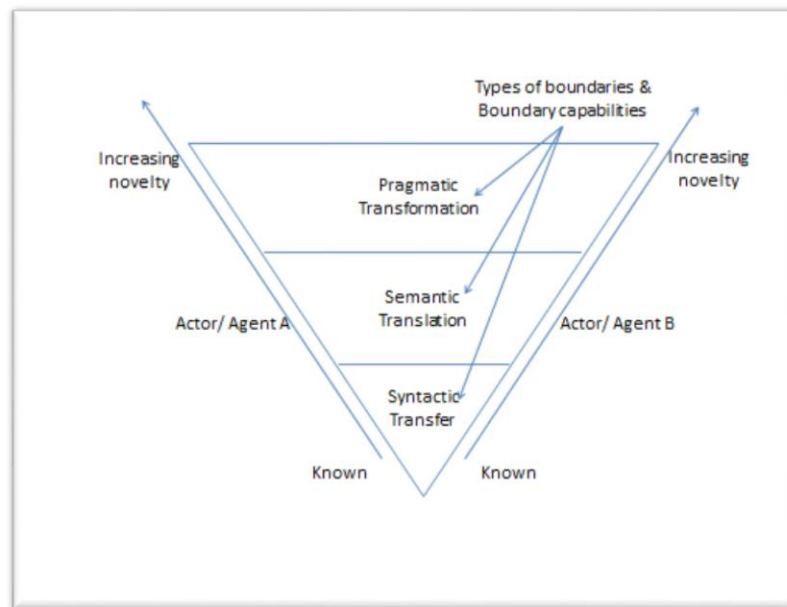 Types of boundaries &
Boundary capabilities
Increasing
novelty
Increasing
novelty
Pragmatic
Transformation
Semantic
Translation
Actor/ Agent A
Actor/ Agent B
Syntactic
Transfer
Known
Known